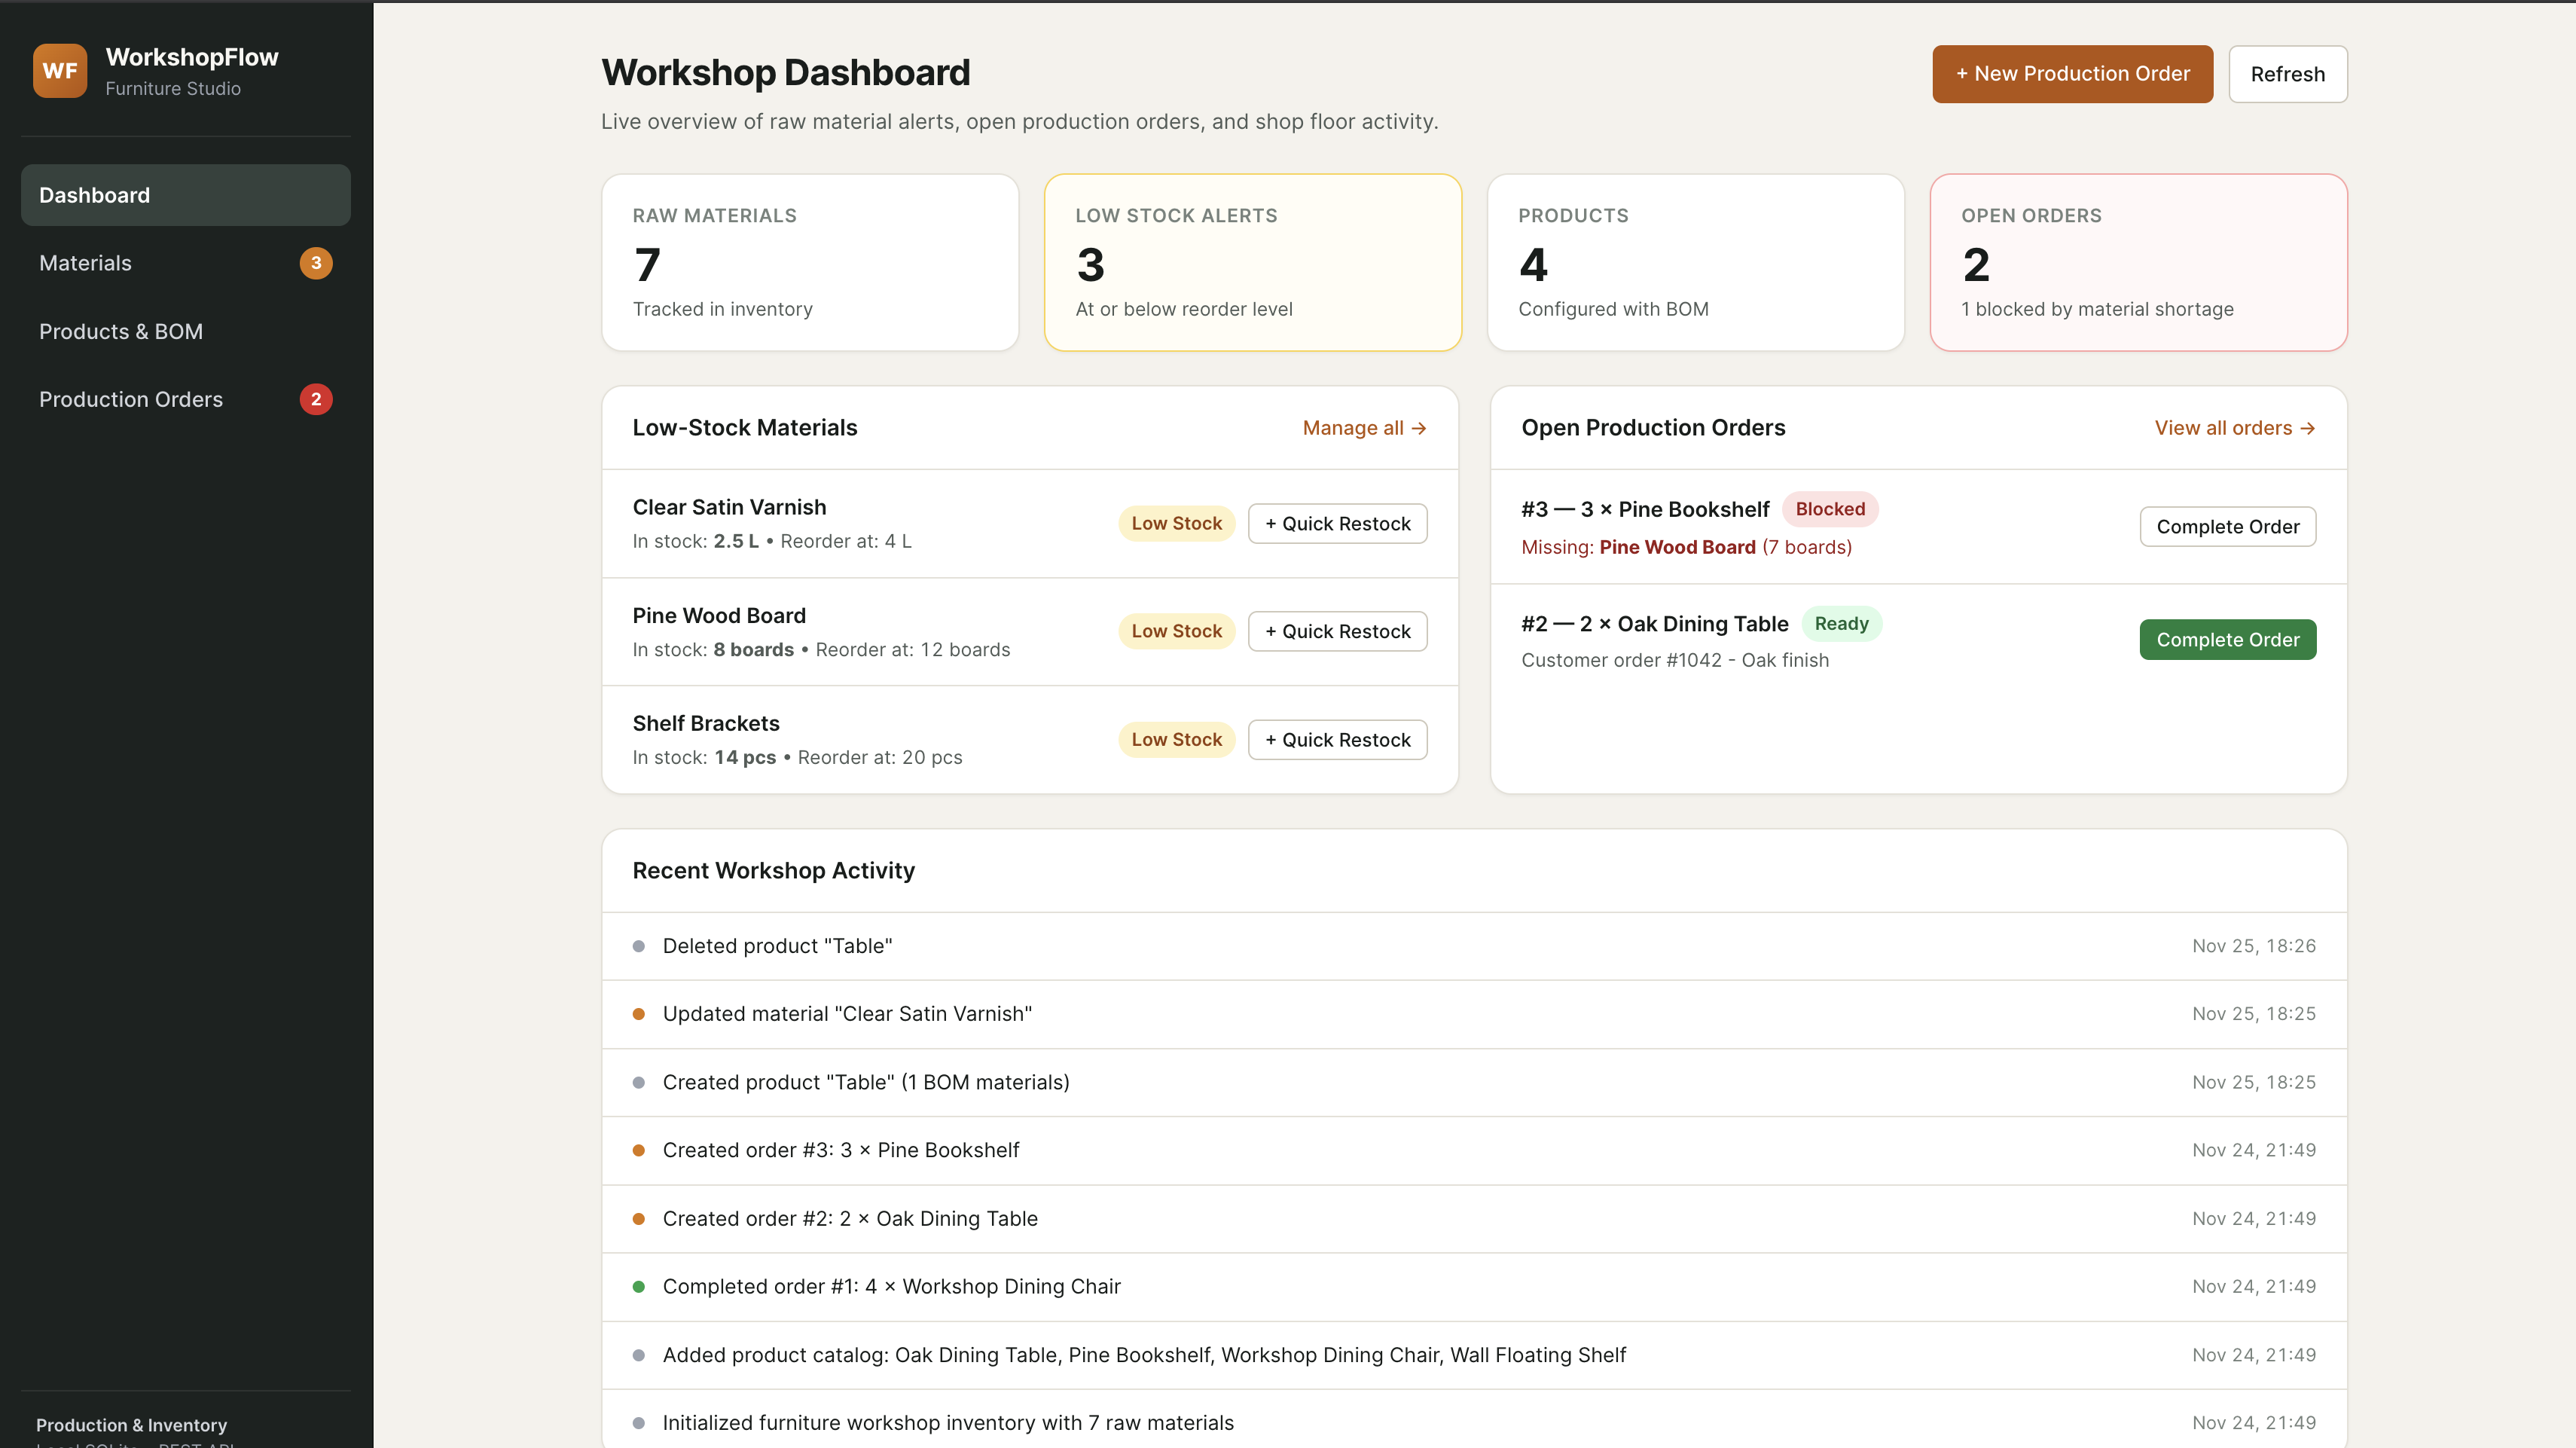 WF
WorkshopFlow
Furniture Studio
Dashboard
Materials 3
Products & BOM
Production Orders 2
Production & Inventory
Workshop Dashboard
Live overview of raw material alerts, open production orders, and shop floor activity.
+ New Production Order
Refresh
RAW MATERIALS
7
Tracked in inventory
LOW STOCK ALERTS
3
At or below reorder level
PRODUCTS
4
Configured with BOM
OPEN ORDERS
2
1 blocked by material shortage
Low-Stock Materials
Manage all →
Clear Satin Varnish
In stock: 2.5 L • Reorder at: 4 L
Low Stock
+ Quick Restock
Pine Wood Board
In stock: 8 boards • Reorder at: 12 boards
Low Stock
+ Quick Restock
Shelf Brackets
In stock: 14 pcs • Reorder at: 20 pcs
Low Stock
+ Quick Restock
Open Production Orders
View all orders →
#3 — 3 × Pine Bookshelf
Blocked
Missing: Pine Wood Board (7 boards)
Complete Order
#2 — 2 × Oak Dining Table
Ready
Customer order #1042 - Oak finish
Complete Order
Recent Workshop Activity
Deleted product "Table" Nov 25, 18:26
Updated material "Clear Satin Varnish" Nov 25, 18:25
Created product "Table" (1 BOM materials) Nov 25, 18:25
Created order #3: 3 × Pine Bookshelf Nov 24, 21:49
Created order #2: 2 × Oak Dining Table Nov 24, 21:49
Completed order #1: 4 × Workshop Dining Chair Nov 24, 21:49
Added product catalog: Oak Dining Table, Pine Bookshelf, Workshop Dining Chair, Wall Floating Shelf Nov 24, 21:49
Initialized furniture workshop inventory with 7 raw materials Nov 24, 21:49